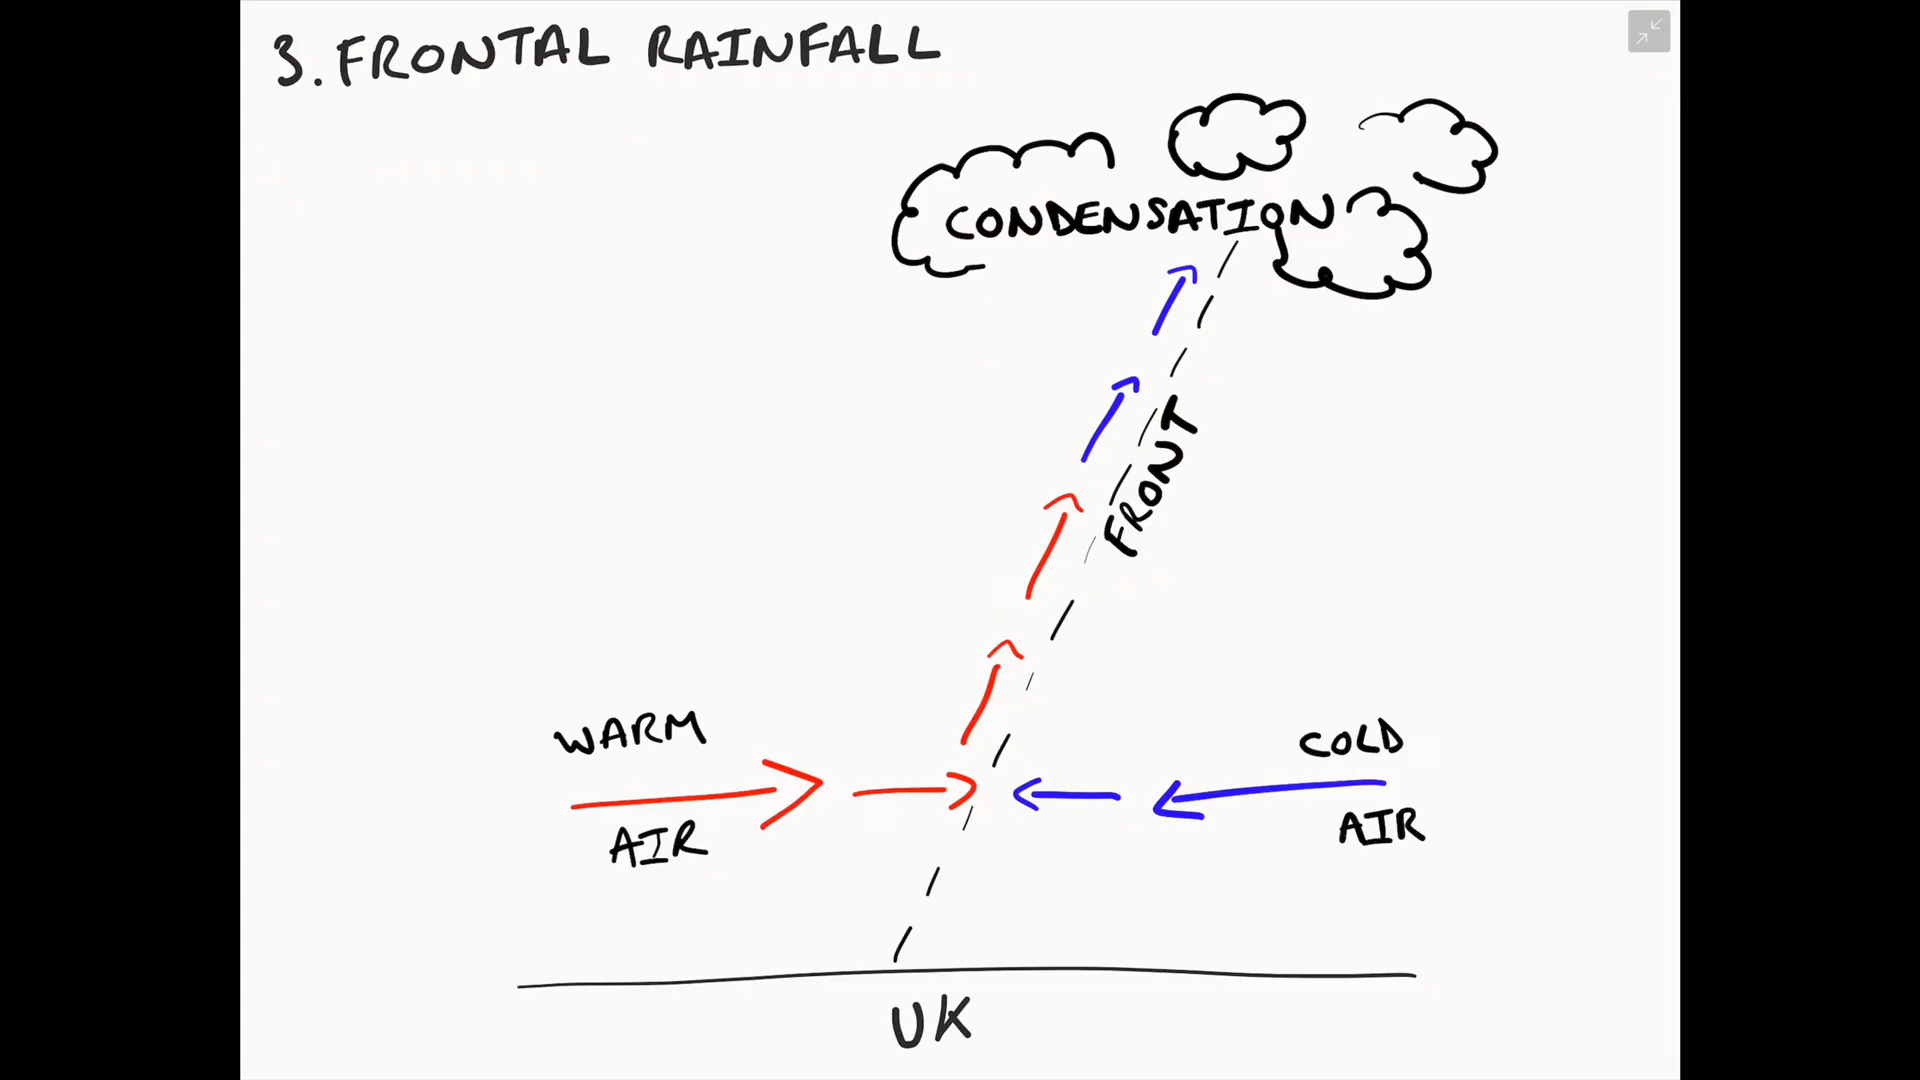 3. FRONTAL RAINFALL
CONDENSATION
FRONT
WARM
AIR
COLD
AIR
UK